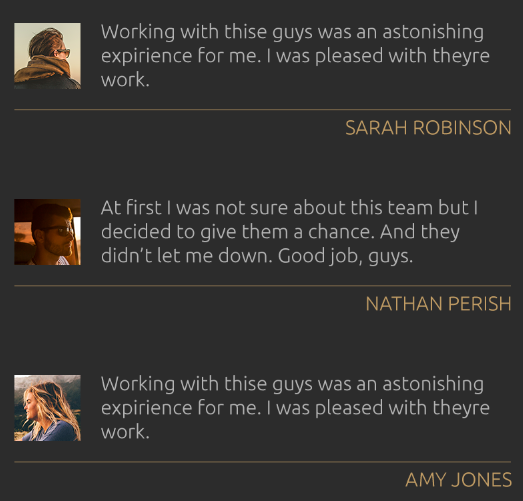 Working with thise guys was an astonishing
expirience for me. I was pleased with theyre
work.
SARAH ROBINSON
At first I was not sure about this team but I
decided to give them a chance. And they
didn't let me down. Good job, guys.
NATHAN PERISH
Working with thise guys was an astonishing
expirience for me. I was pleased with theyre
work.
AMY JONES